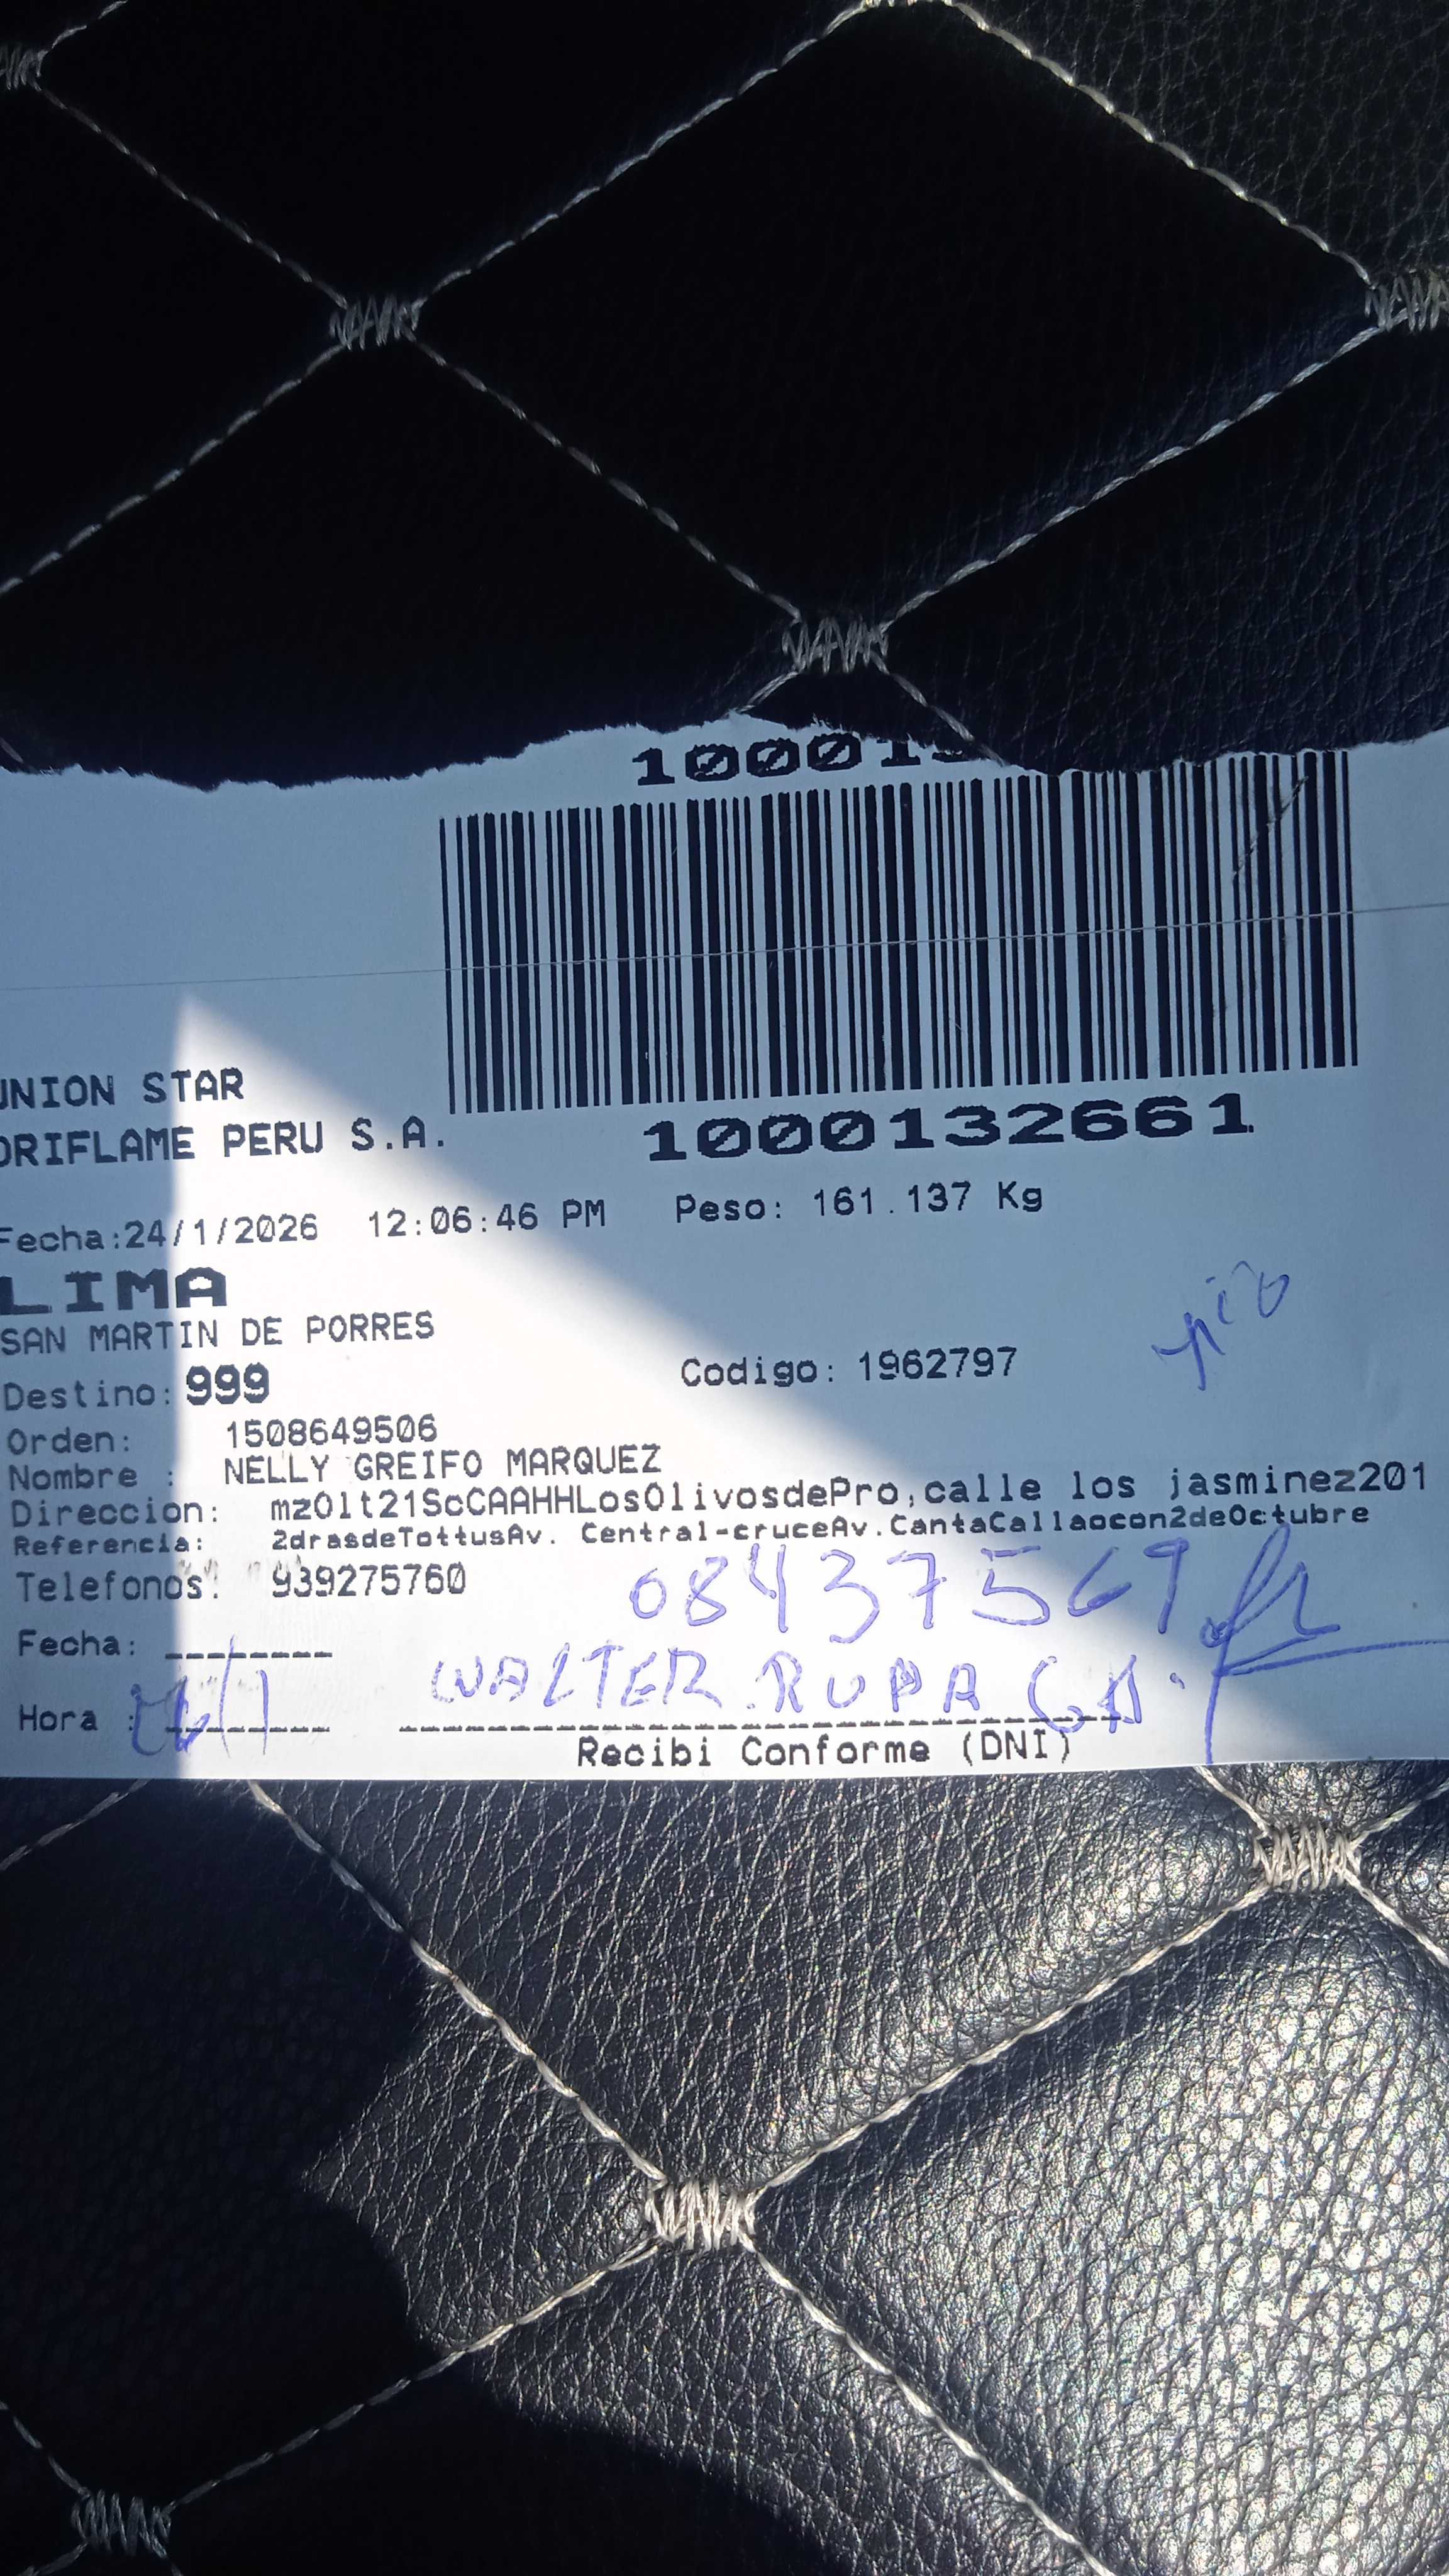 1000132661
UNION STAR
ORIFLAME PERU S.A.
Fecha:24/1/2026 12:06:46 PM Peso: 161.137 Kg
LIMA
SAN MARTIN DE PORRES
Destino: 999 Codigo: 1962797
Orden: 1508649506
Nombre : NELLY GREIFO MARQUEZ
Direccion: mzO1t21ScCAAHHLosOlivosdePro,calle los jasminez201
Referencia: 2drasdeTottusAv. Central-cruceAv.CantaCallaocon2deOctubre
Telefonos: 939275760
08437569
Fecha:
WALTER RUPA
Hora :
Recibi Conforme (DNI)